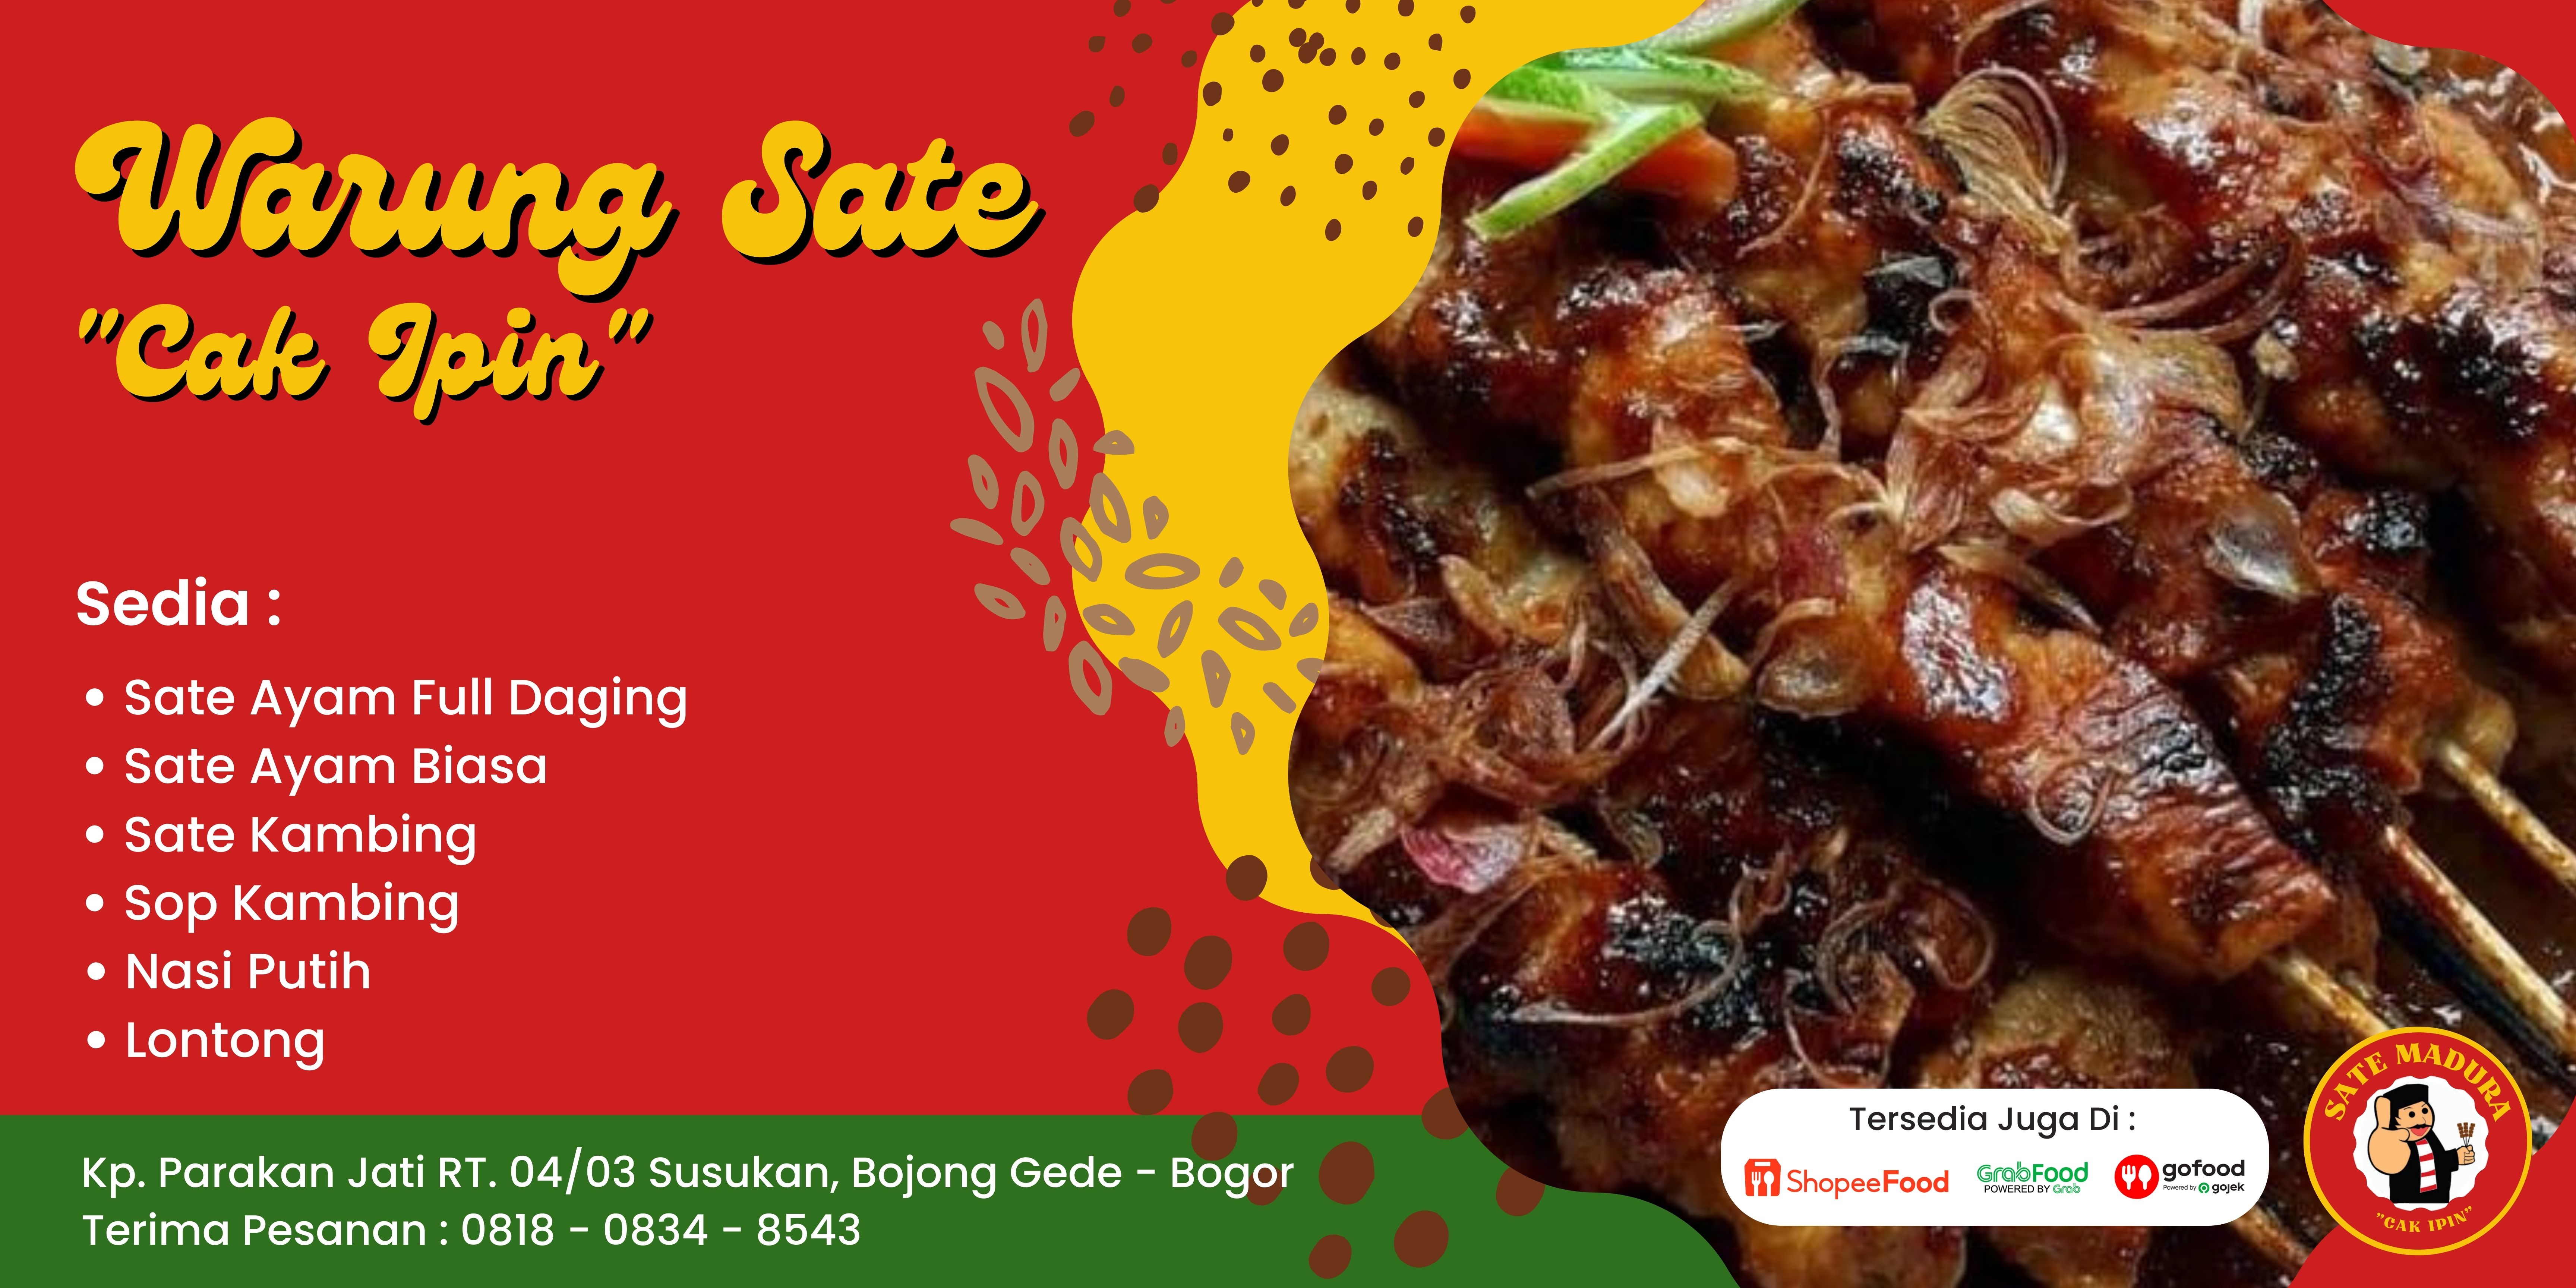 Warung Sate
"Cak Ipin"
Sedia :
• Sate Ayam Full Daging
• Sate Ayam Biasa
• Sate Kambing
• Sop Kambing
• Nasi Putih
• Lontong
Kp. Parakan Jati RT. 04/03 Susukan, Bojong Gede - Bogor
Terima Pesanan : 0818 - 0834 - 8543
Tersedia Juga Di :
ShopeeFood
GrabFood
POWERED BY Grab
gofood
Powered by gojek
SATE MADURA
"CAK IPIN"